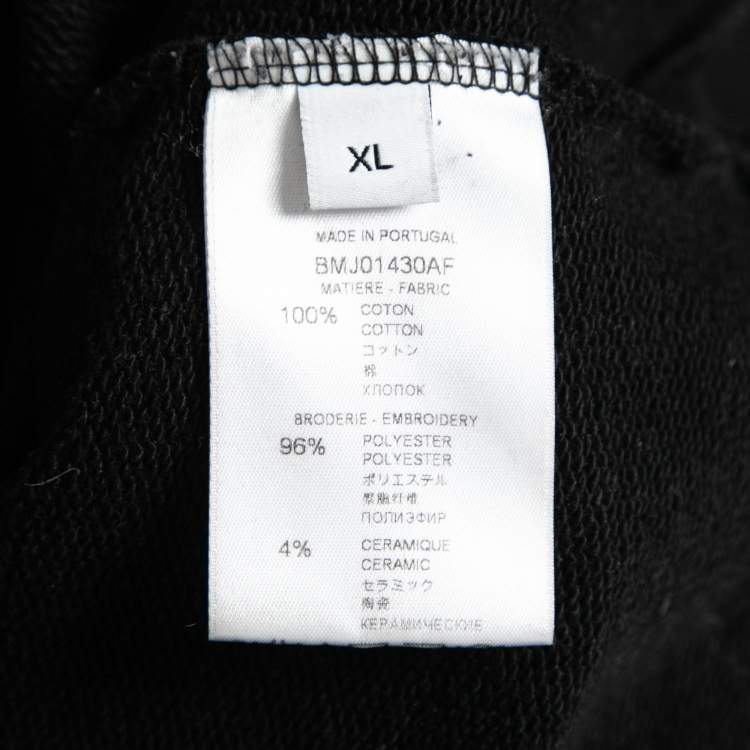 XL
MADE IN PORTUGAL
BMJ01430AF
MATIERE - FABRIC
100% COTON
COTTON
コットン
棉
ХЛОПОК
BRODERIE - EMBROIDERY
96% POLYESTER
POLYESTER
ポリエステル
聚酯纤维
ПОЛИЭФИР
4% CERAMIQUE
CERAMIC
セラミック
陶瓷
КЕРАМИЧЕСКИЕ